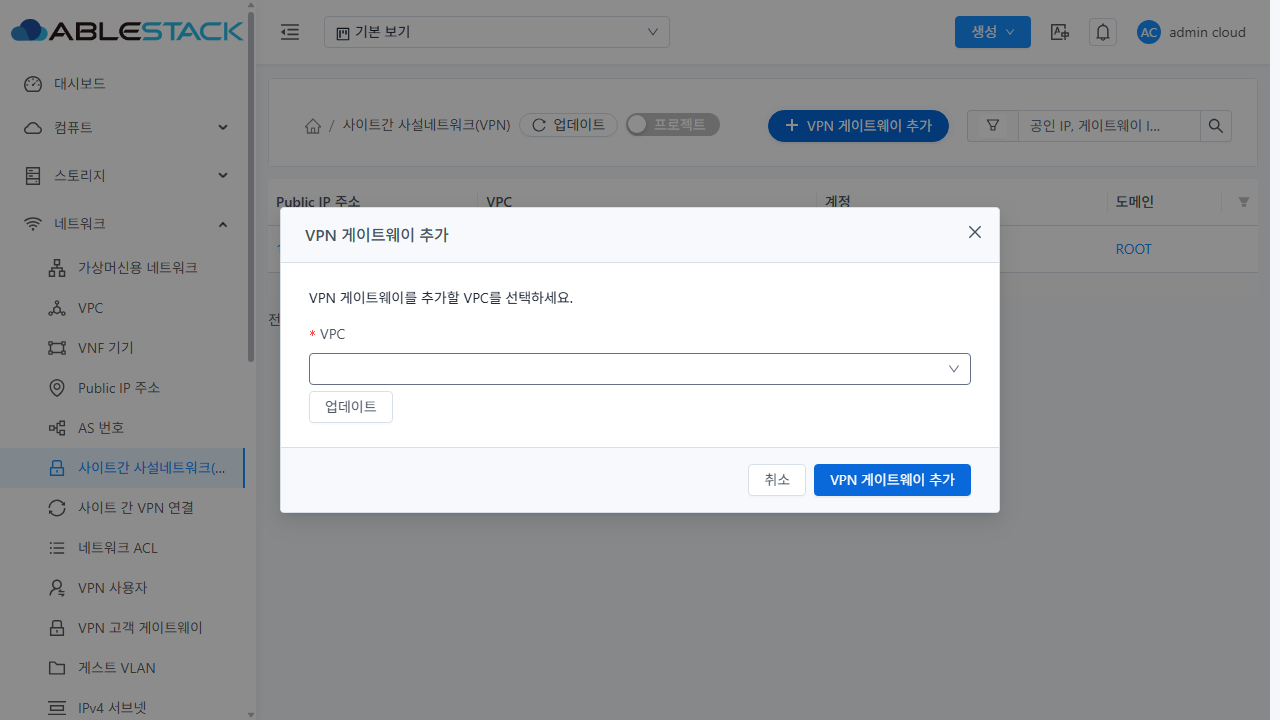 ABLESTACK
기본 보기
생성
AC admin cloud
대시보드
컴퓨트
스토리지
네트워크
가상머신용 네트워크
VPC
VNF 기기
Public IP 주소
AS 번호
사이트간 사설네트워크(...
사이트 간 VPN 연결
네트워크 ACL
VPN 사용자
VPN 고객 게이트웨이
게스트 VLAN
IPv4 서브넷
/ 사이트간 사설네트워크(VPN) 업데이트 프로젝트
VPN 게이트웨이 추가
공인 IP, 게이트웨이 I...
Public IP 주소 VPC 계정 도메인
ROOT
전
VPN 게이트웨이 추가
VPN 게이트웨이를 추가할 VPC를 선택하세요.
* VPC
업데이트
취소 VPN 게이트웨이 추가